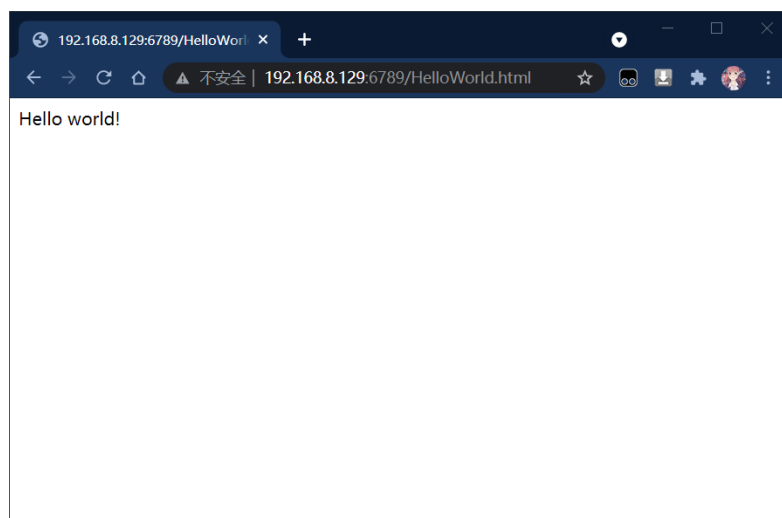 192.168.8.129:6789/HelloWorl
不安全 | 192.168.8.129:6789/HelloWorld.html
Hello world!